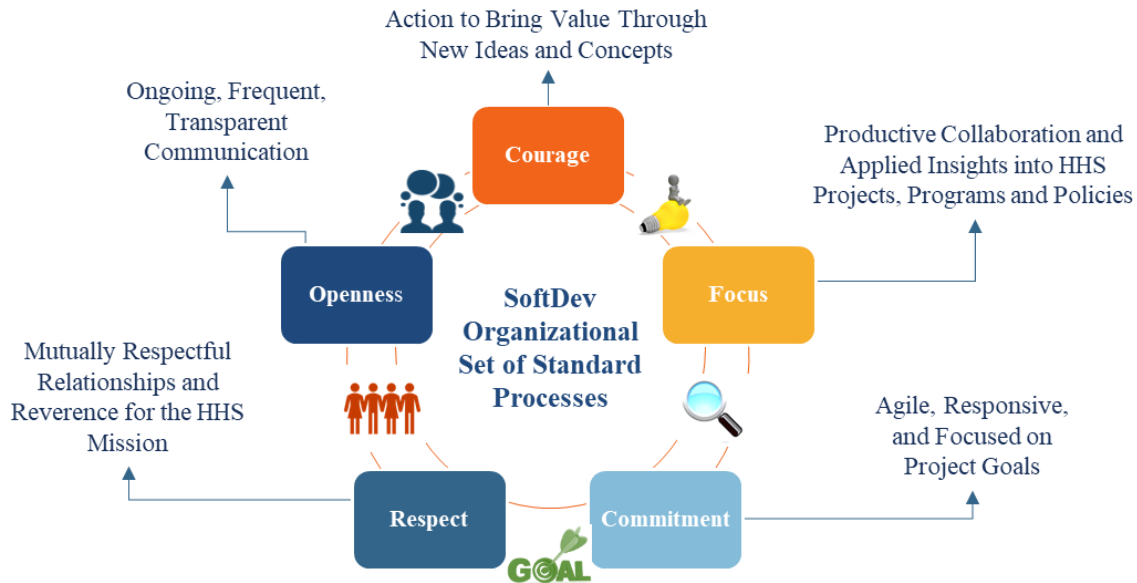 Action to Bring Value Through
New Ideas and Concepts
Ongoing, Frequent,
Transparent
Communication
Courage
Productive Collaboration and
Applied Insights into HHS
Projects, Programs and Policies
Openness
Focus
SoftDev
Organizational
Set of Standard
Processes
Mutually Respectful
Relationships and
Reverence for the HHS
Mission
Agile, Responsive,
and Focused on
Project Goals
Respect
Commitment
GOAL